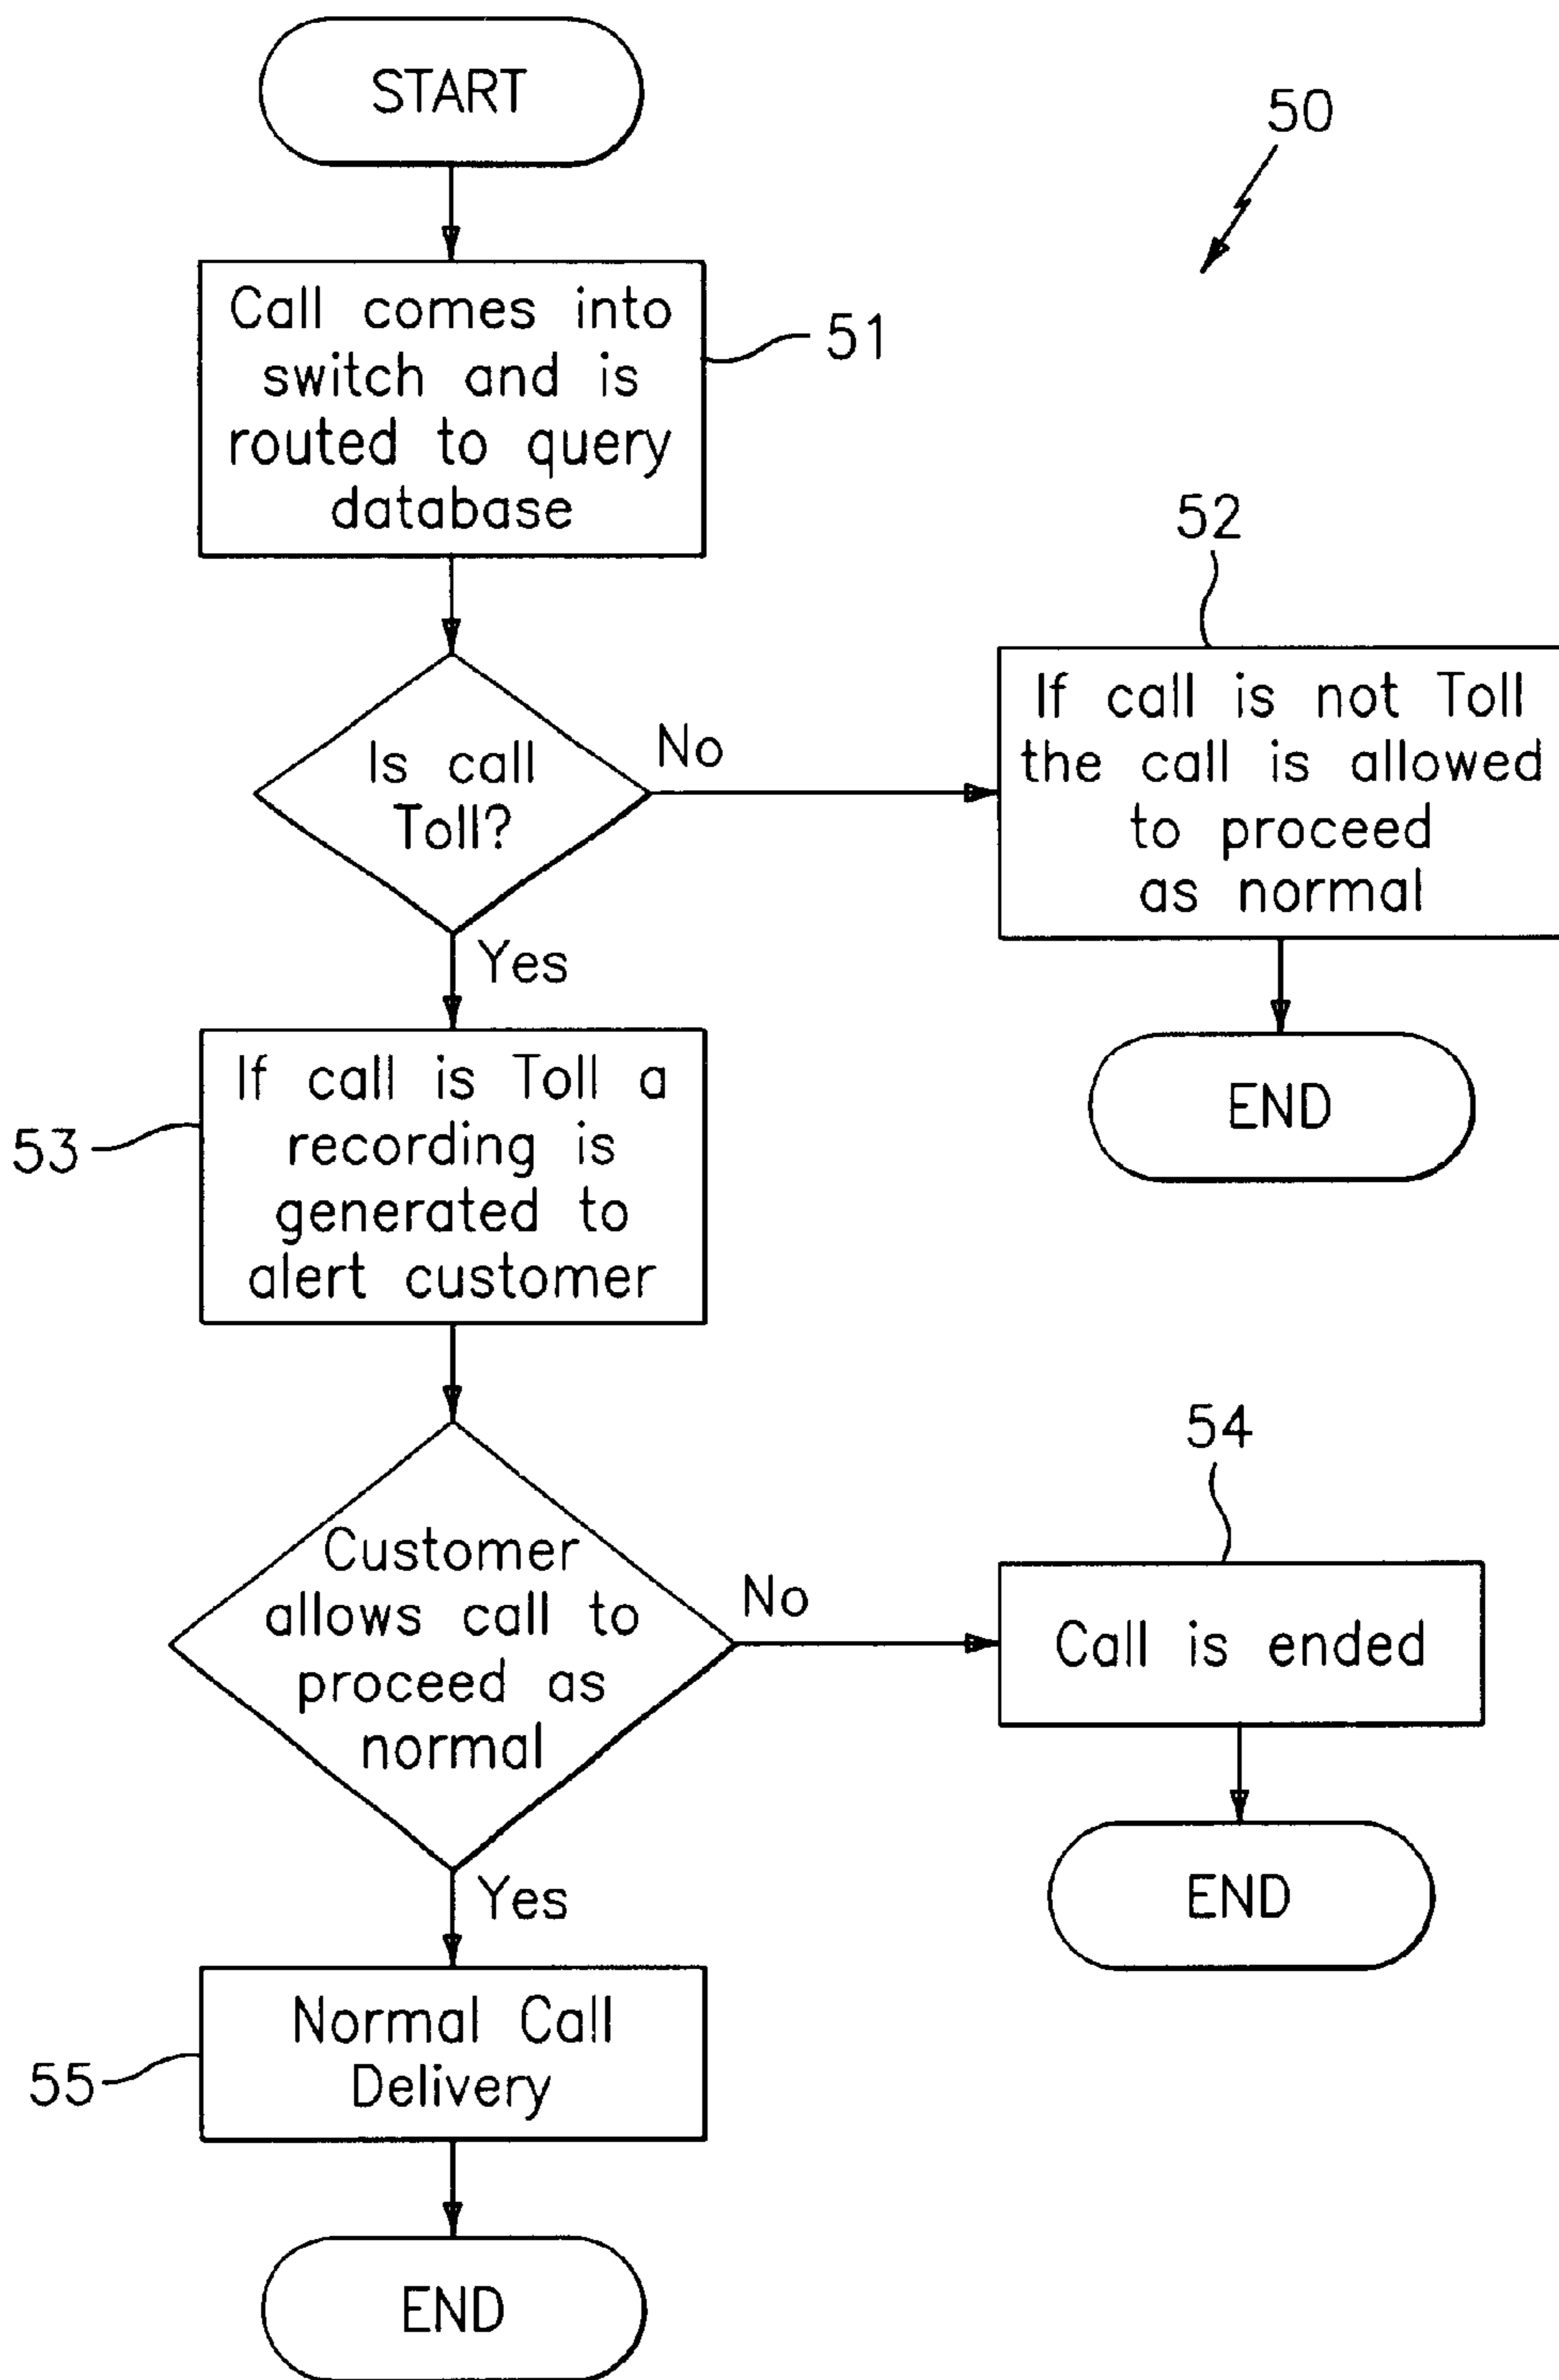 START
50
Call comes into
switch and is
routed to query
database
51
Is call
Toll?
No
52
If call is not Toll
the call is allowed
to proceed
as normal
END
Yes
53
If call is Toll a
recording is
generated to
alert customer
Customer
allows call to
proceed as
normal
No
54
Call is ended
END
Yes
55
Normal Call
Delivery
END